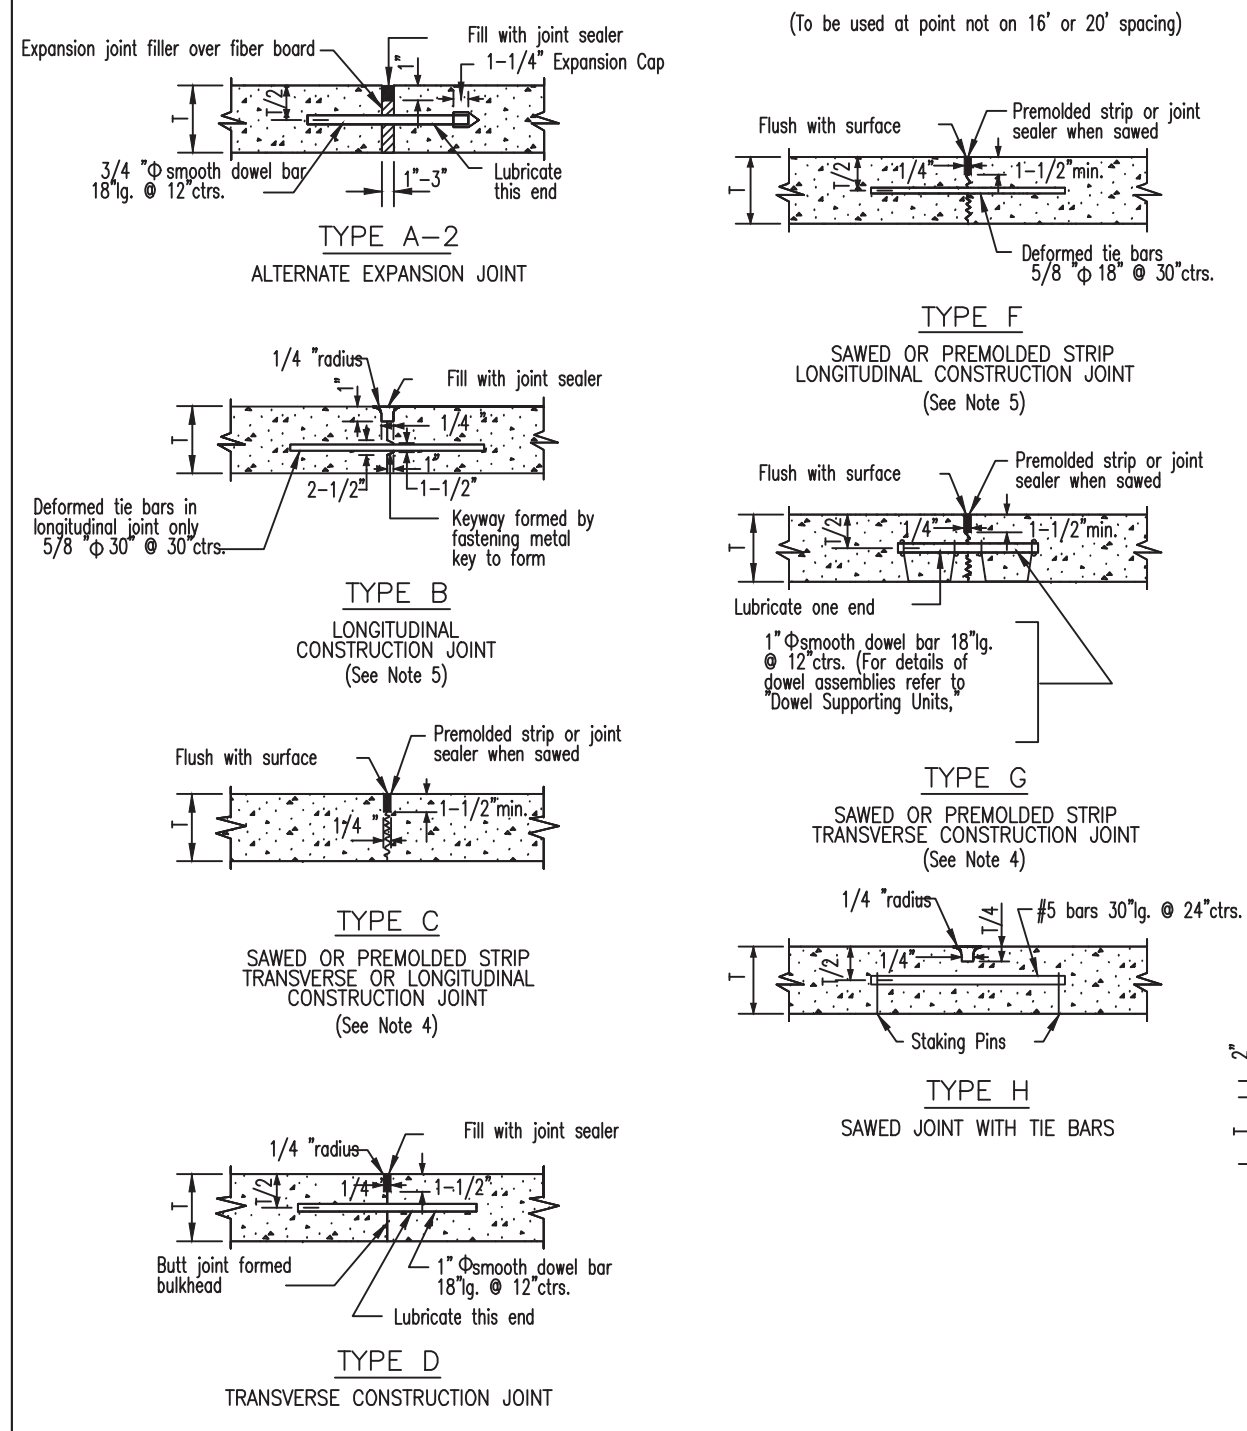 Expansion joint filler over fiber board
Fill with joint sealer
1"
1-1/4" Expansion Cap
T/2
T
3/4 "Φ smooth dowel bar
18"lg. @ 12"ctrs.
1"-3"
Lubricate
this end
TYPE A-2
ALTERNATE EXPANSION JOINT
1/4 "radius
1"
Fill with joint sealer
1/4 "
T
1"
2-1/2"
1-1/2"
Deformed tie bars in
longitudinal joint only
5/8 "Φ 30" @ 30"ctrs.
Keyway formed by
fastening metal
key to form
TYPE B
LONGITUDINAL
CONSTRUCTION JOINT
(See Note 5)
Premolded strip or joint
sealer when sawed
Flush with surface
1-1/2"min.
T
1/4 "
TYPE C
SAWED OR PREMOLDED STRIP
TRANSVERSE OR LONGITUDINAL
CONSTRUCTION JOINT
(See Note 4)
Fill with joint sealer
1/4 "radius
T
T/2
1/4"
1-1/2"
Butt joint formed
bulkhead
1" Φsmooth dowel bar
18"lg. @ 12"ctrs.
Lubricate this end
TYPE D
TRANSVERSE CONSTRUCTION JOINT
(To be used at point not on 16' or 20' spacing)
Premolded strip or joint
sealer when sawed
Flush with surface
T
T/2
1/4"
1-1/2"min.
Deformed tie bars
5/8 "Φ 18" @ 30"ctrs.
TYPE F
SAWED OR PREMOLDED STRIP
LONGITUDINAL CONSTRUCTION JOINT
(See Note 5)
Premolded strip or joint
sealer when sawed
Flush with surface
T
T/2
1/4"
1-1/2"min.
Lubricate one end
1" Φsmooth dowel bar 18"lg.
@ 12"ctrs. (For details of
dowel assemblies refer to
"Dowel Supporting Units,"
TYPE G
SAWED OR PREMOLDED STRIP
TRANSVERSE CONSTRUCTION JOINT
(See Note 4)
1/4 "radius
T/4
#5 bars 30"lg. @ 24"ctrs.
T
T/2
1/4"
Staking Pins
TYPE H
SAWED JOINT WITH TIE BARS
2"
T